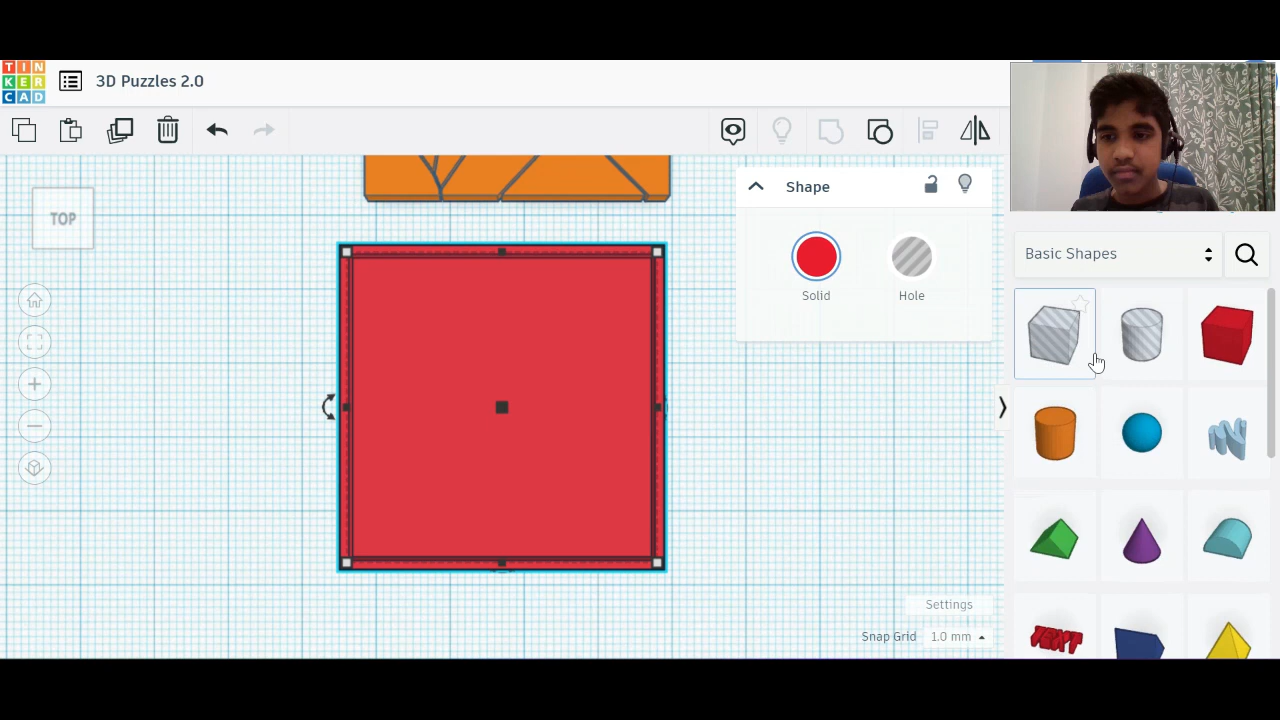 TIN
KER
CAD
3D Puzzles 2.0
TOP
Shape
Solid
Hole
Basic Shapes
TEXT
Settings
Snap Grid 1.0 mm